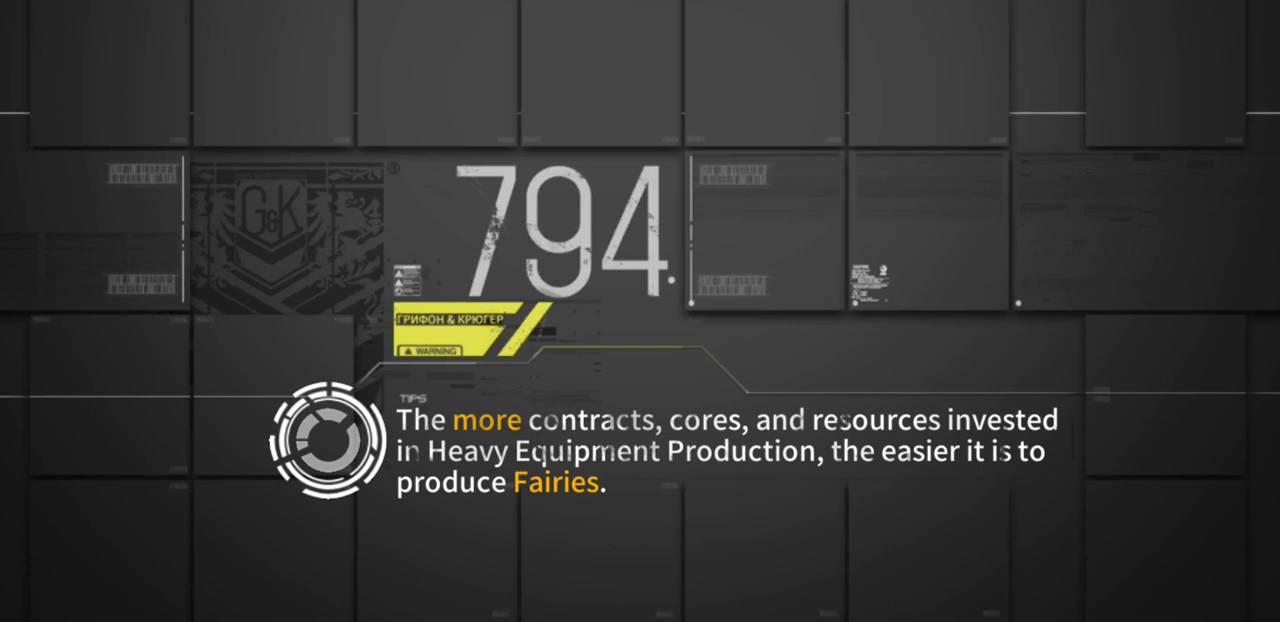 G&K
794.
ГРИФОН & КРЮГЕР
WARNING
TIPS
The more contracts, cores, and resources invested
in Heavy Equipment Production, the easier it is to
produce Fairies.